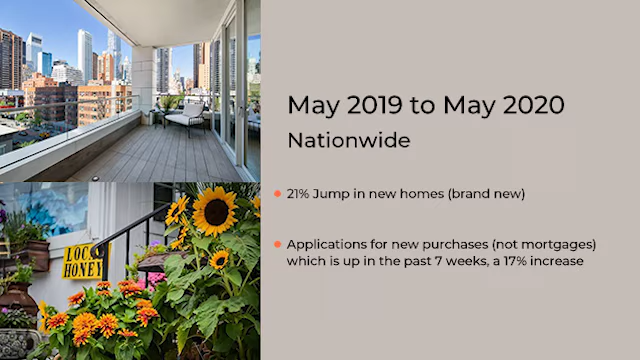 May 2019 to May 2020
Nationwide
21% Jump in new homes (brand new)
Applications for new purchases (not mortgages)
which is up in the past 7 weeks, a 17% increase
LOCAL
HONEY